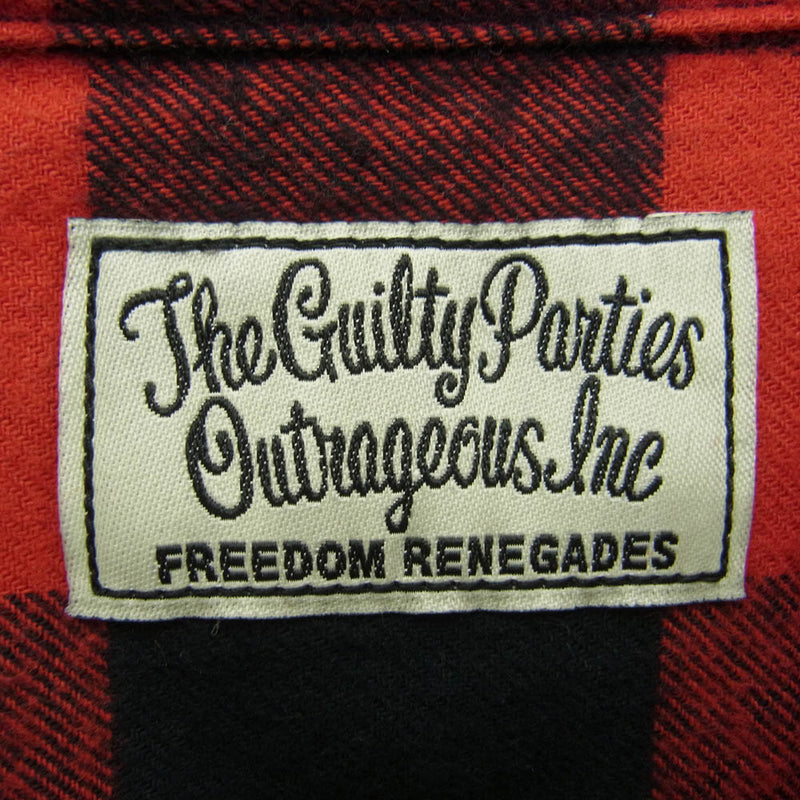 The Guilty Parties
Outrageous.Inc
FREEDOM RENEGADES